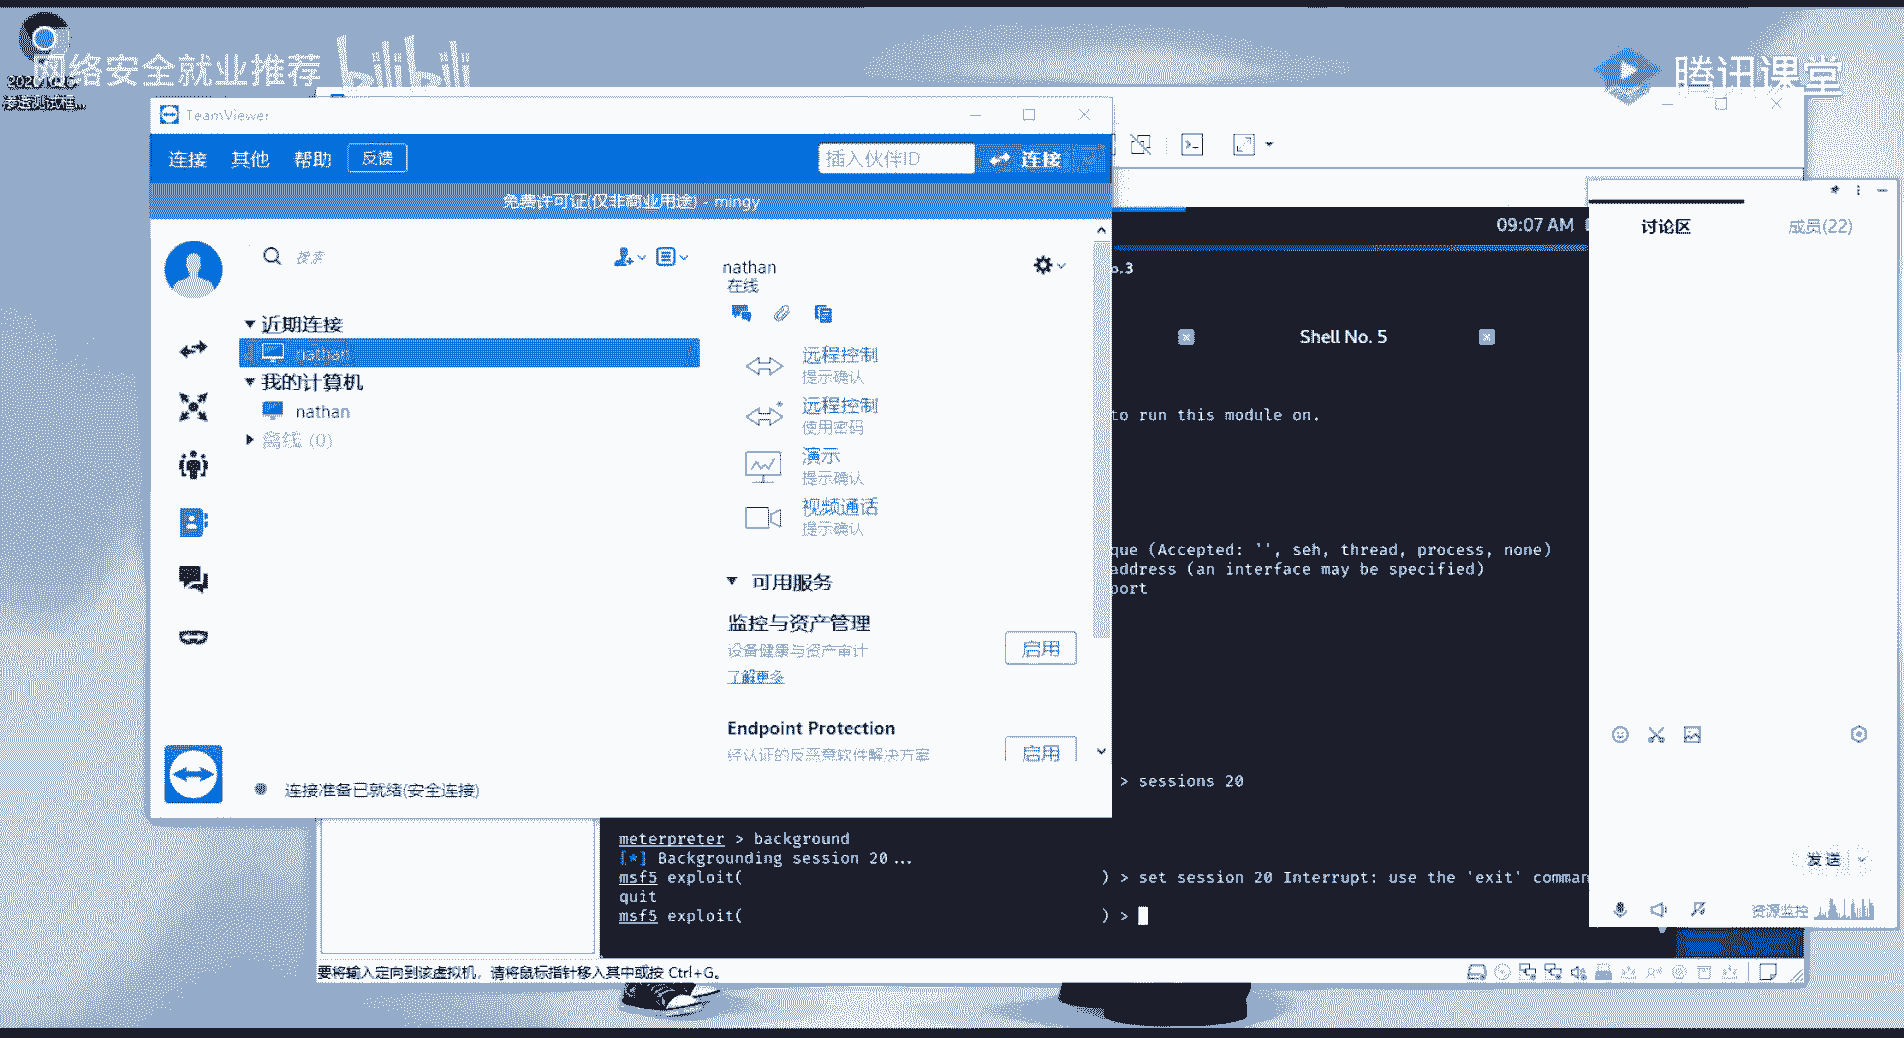 网络安全就业推荐 bilibili
腾讯课堂
TeamViewer
连接 其他 帮助 反馈
插入伙伴ID
连接
免费许可证(仅非商业用途) - mingy
搜索
近期连接
nathan
我的计算机
nathan
离线 (0)
连接准备已就绪(安全连接)
nathan
在线
远程控制
提示确认
远程控制
使用密码
演示
提示确认
视频通话
提示确认
可用服务
监控与资产管理
设备健康与资产审计
了解更多
启用
Endpoint Protection
经认证的反恶意软件解决方案
启用
09:07 AM
o.3
Shell No. 5
to run this module on.
que (Accepted: '', seh, thread, process, none)
address (an interface may be specified)
port
> sessions 20
meterpreter > background
[*] Backgrounding session 20...
msf5 exploit( ) > set session 20 Interrupt: use the 'exit' comman
quit
msf5 exploit( ) >
要将输入定向到该虚拟机，请将鼠标指针移入其中或按 Ctrl+G。
讨论区
成员(22)
发送
资源监控